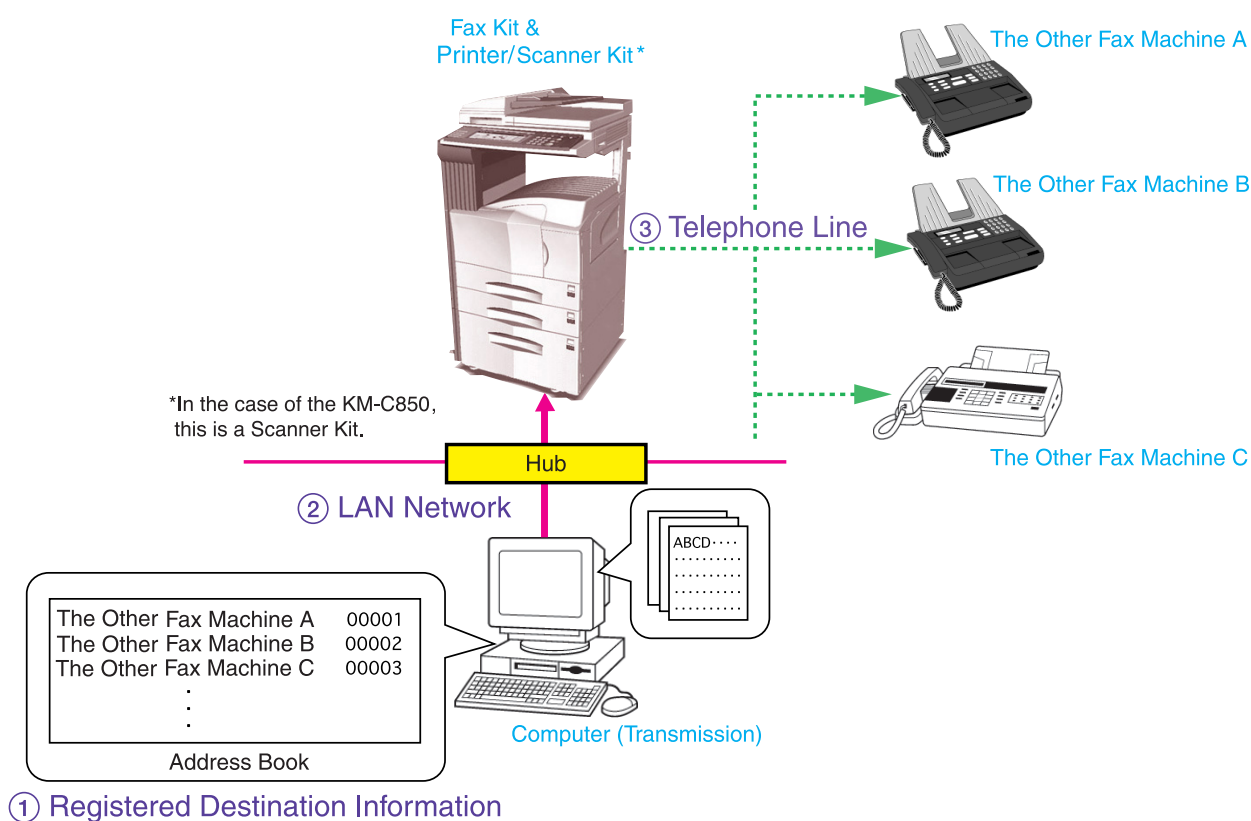 Fax Kit &
Printer/Scanner Kit*
The Other Fax Machine A
The Other Fax Machine B
③ Telephone Line
The Other Fax Machine C
*In the case of the KM-C850,
this is a Scanner Kit.
Hub
② LAN Network
ABCD····
The Other Fax Machine A 00001
The Other Fax Machine B 00002
The Other Fax Machine C 00003
Address Book
Computer (Transmission)
① Registered Destination Information